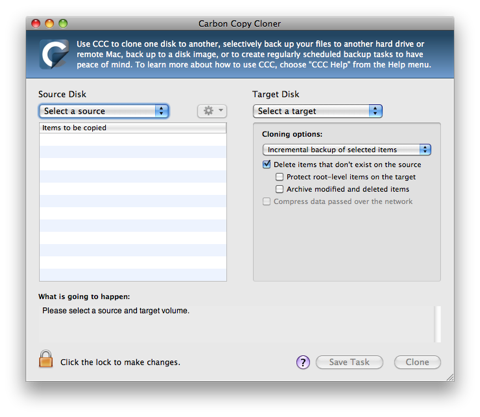 Carbon Copy Cloner
Use CCC to clone one disk to another, selectively back up your files to another hard drive or
remote Mac, back up to a disk image, or to create regularly scheduled backup tasks to have
peace of mind. To learn more about how to use CCC, choose "CCC Help" from the Help menu.
Source Disk
Select a source
Items to be copied
Target Disk
Select a target
Cloning options:
Incremental backup of selected items
Delete items that don't exist on the source
Protect root-level items on the target
Archive modified and deleted items
Compress data passed over the network
What is going to happen:
Please select a source and target volume.
Click the lock to make changes.
?
Save Task
Clone